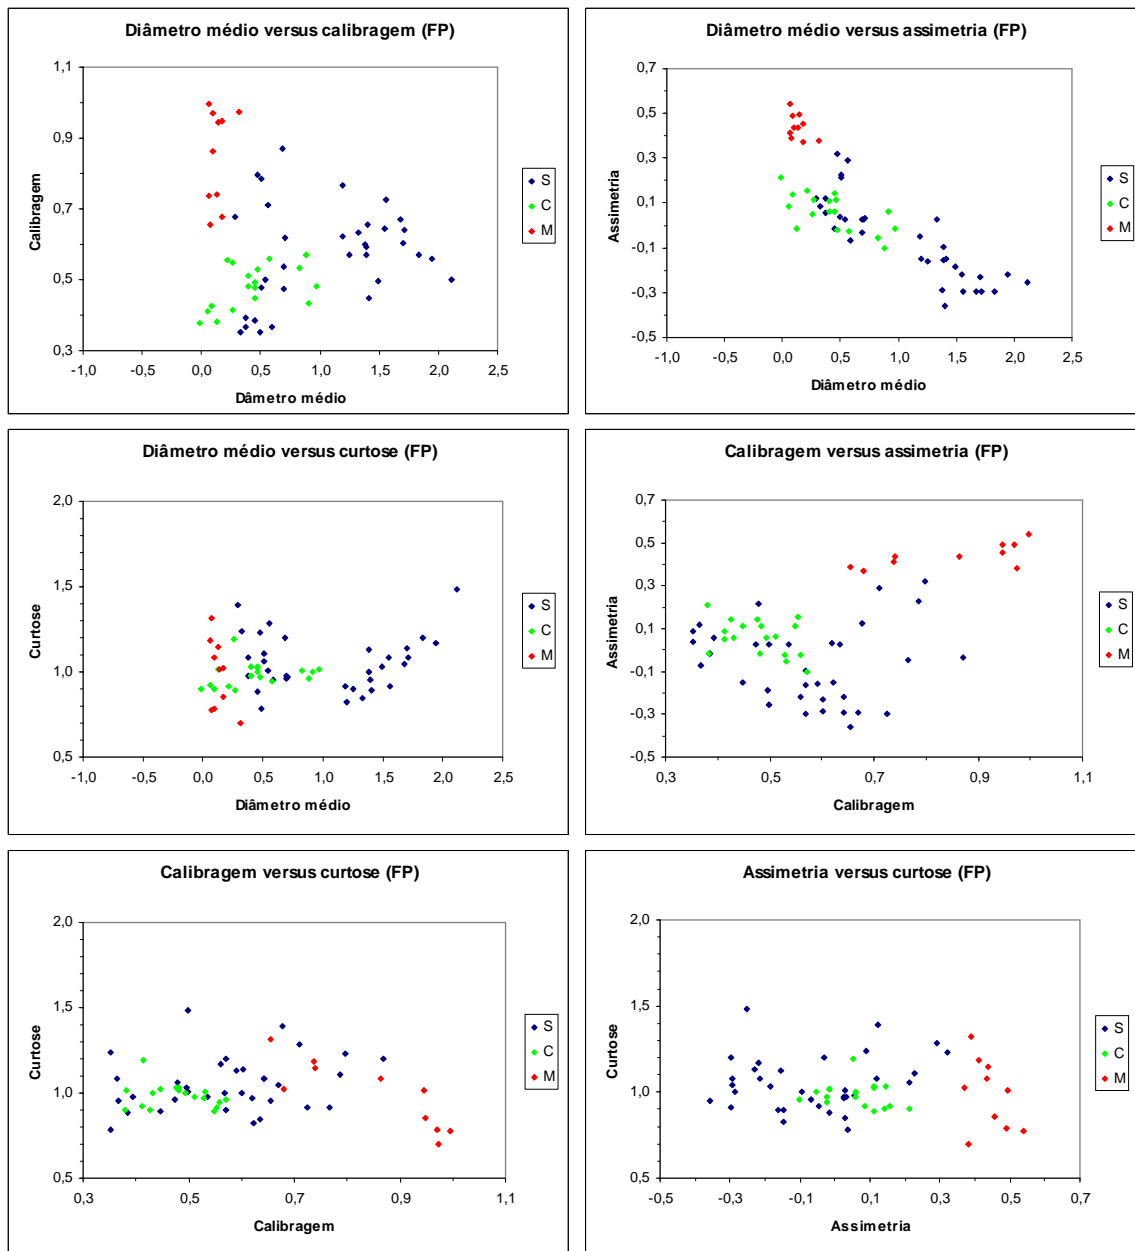 Diâmetro médio versus calibragem (FP)
1,1
0,9
0,7
0,5
0,3
Calibragem
-1,0 -0,5 0,0 0,5 1,0 1,5 2,0 2,5
Dâmetro médio
S
C
M
Diâmetro médio versus assimetria (FP)
0,7
0,5
0,3
0,1
-0,1
-0,3
-0,5
Assimetria
-1,0 -0,5 0,0 0,5 1,0 1,5 2,0 2,5
Diâmetro médio
S
C
M
Diâmetro médio versus curtose (FP)
2,0
1,5
1,0
0,5
Curtose
-1,0 -0,5 0,0 0,5 1,0 1,5 2,0 2,5
Diâmetro médio
S
C
M
Calibragem versus assimetria (FP)
0,7
0,5
0,3
0,1
-0,1
-0,3
-0,5
Assimetria
0,3 0,5 0,7 0,9 1,1
Calibragem
S
C
M
Calibragem versus curtose (FP)
2,0
1,5
1,0
0,5
Curtose
0,3 0,5 0,7 0,9 1,1
Calibragem
S
C
M
Assimetria versus curtose (FP)
2,0
1,5
1,0
0,5
Curtose
-0,5 -0,3 -0,1 0,1 0,3 0,5 0,7
Assimetria
S
C
M